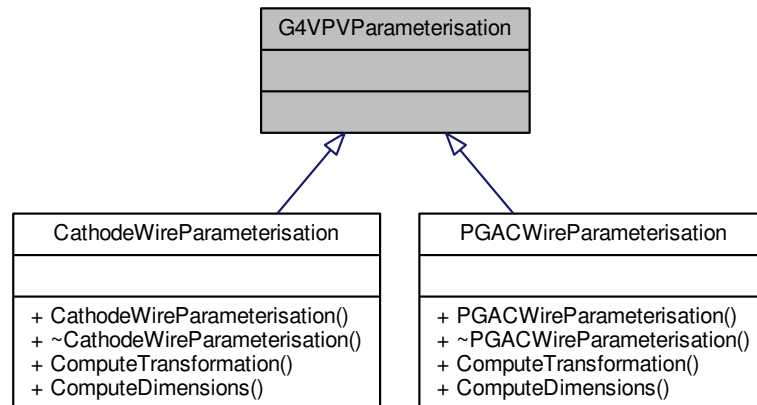 G4VPVParameterisation
CathodeWireParameterisation
+ CathodeWireParameterisation()
+ ~CathodeWireParameterisation()
+ ComputeTransformation()
+ ComputeDimensions()
PGACWireParameterisation
+ PGACWireParameterisation()
+ ~PGACWireParameterisation()
+ ComputeTransformation()
+ ComputeDimensions()